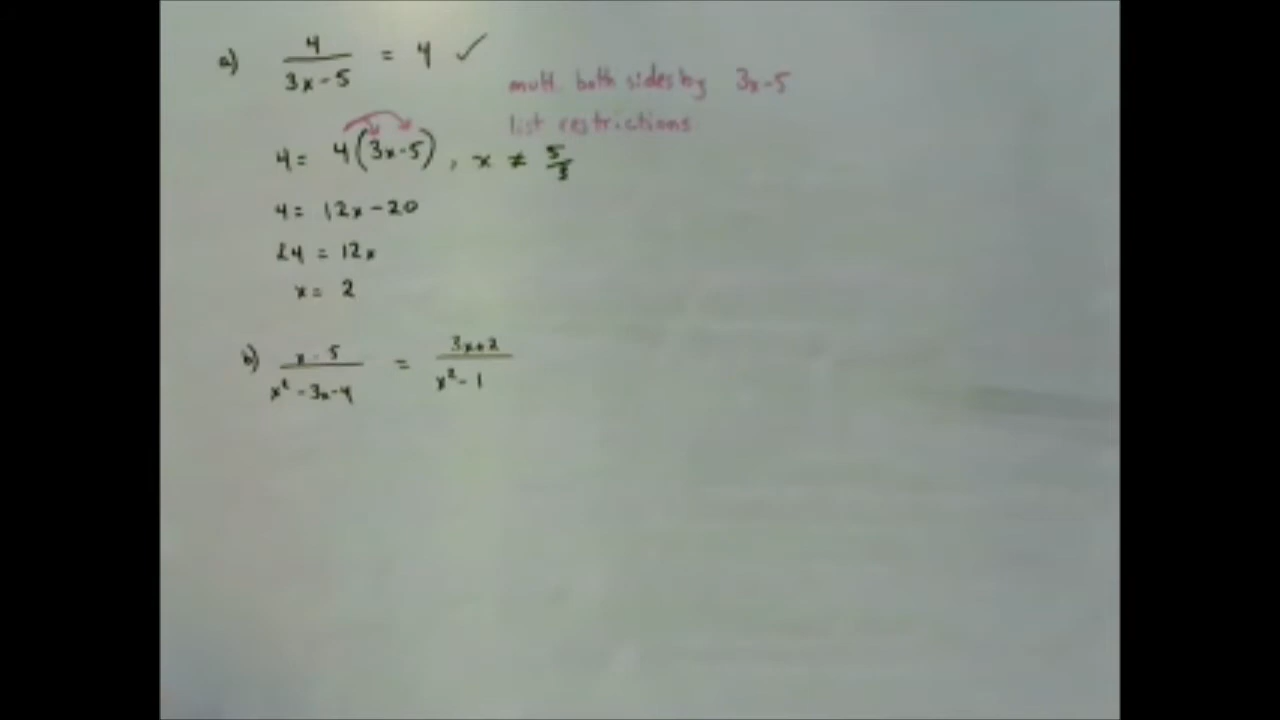 a) 4/(3x-5) = 4 ✓
mult. both sides by 3x-5
list restrictions
4 = 4(3x-5), x ≠ 5/3
4 = 12x-20
24 = 12x
x = 2
b) (x-5)/(x²-3x-4) = (3x+2)/(x²-1)